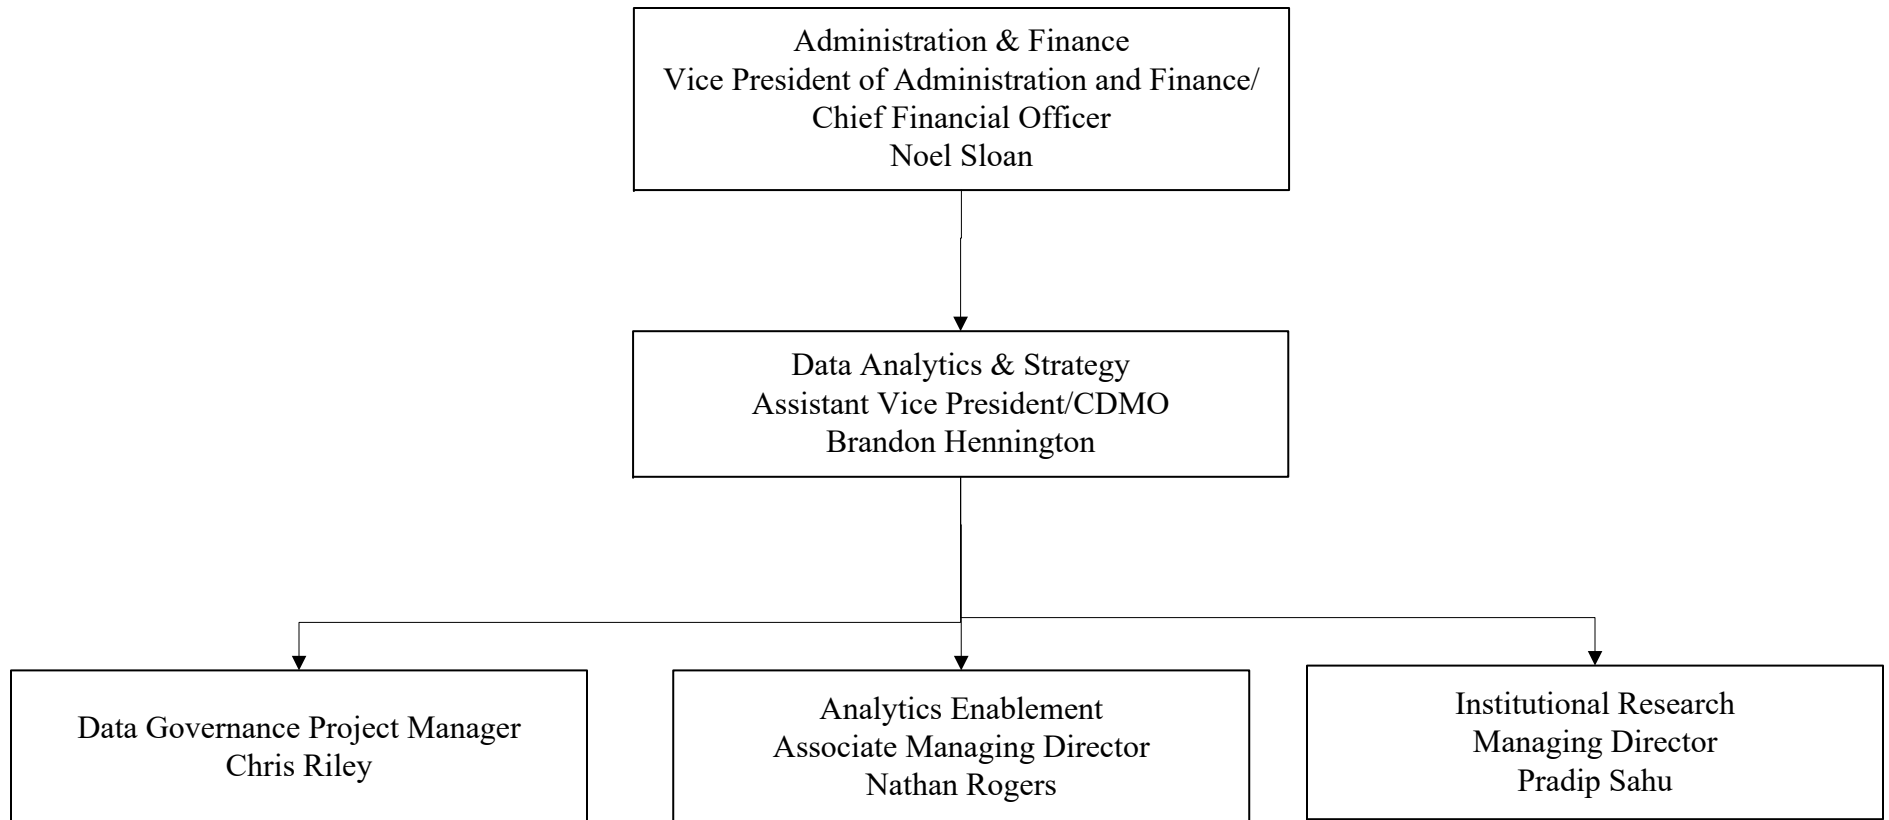 Administration & Finance
Vice President of Administration and Finance/
Chief Financial Officer
Noel Sloan
Data Analytics & Strategy
Assistant Vice President/CDMO
Brandon Hennington
Data Governance Project Manager
Chris Riley
Analytics Enablement
Associate Managing Director
Nathan Rogers
Institutional Research
Managing Director
Pradip Sahu